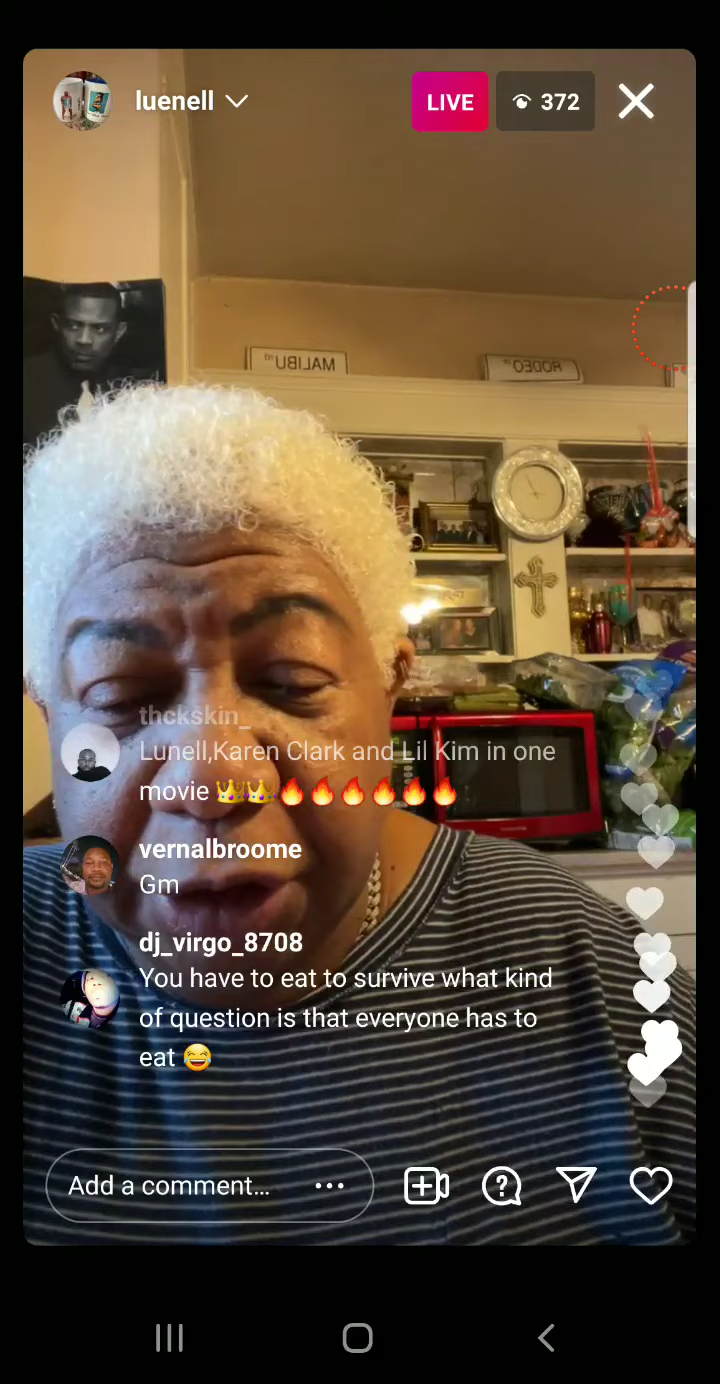 luenell
LIVE
372
MALIBU RD
RODEO
thckskin_
Lunell,Karen Clark and Lil Kim in one
movie 👑👑🔥🔥🔥🔥🔥🔥
vernalbroome
Gm
dj_virgo_8708
You have to eat to survive what kind
of question is that everyone has to
eat 😂
Add a comment...